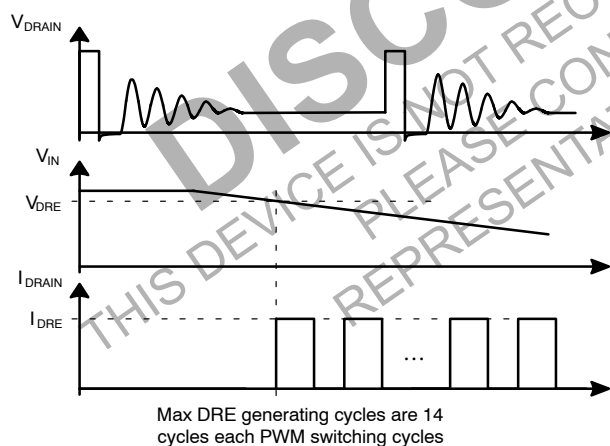 VDRAIN
DISCO
THIS DEVICE IS NOT REC
PLEASE CON
REPRESENTA
VIN
VDRE
IDRAIN
IDRE
...
Max DRE generating cycles are 14
cycles each PWM switching cycles